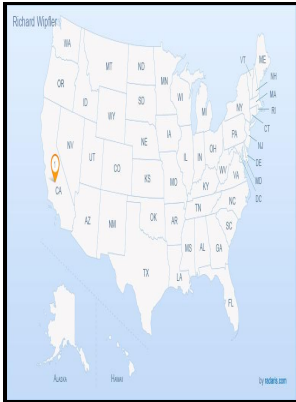 Richard Wipfler
WA
MT
ND
MN
VT
ME
OR
ID
SD
WI
NH
WY
MI
NY
MA
RI
CT
NV
UT
NE
IA
PA
NJ
IL
IN
OH
DE
CA
CO
KS
MO
WV
VA
MD
KY
DC
AZ
NM
OK
AR
TN
NC
SC
MS
AL
GA
TX
LA
FL
ALASKA
HAWAII
by radaris.com